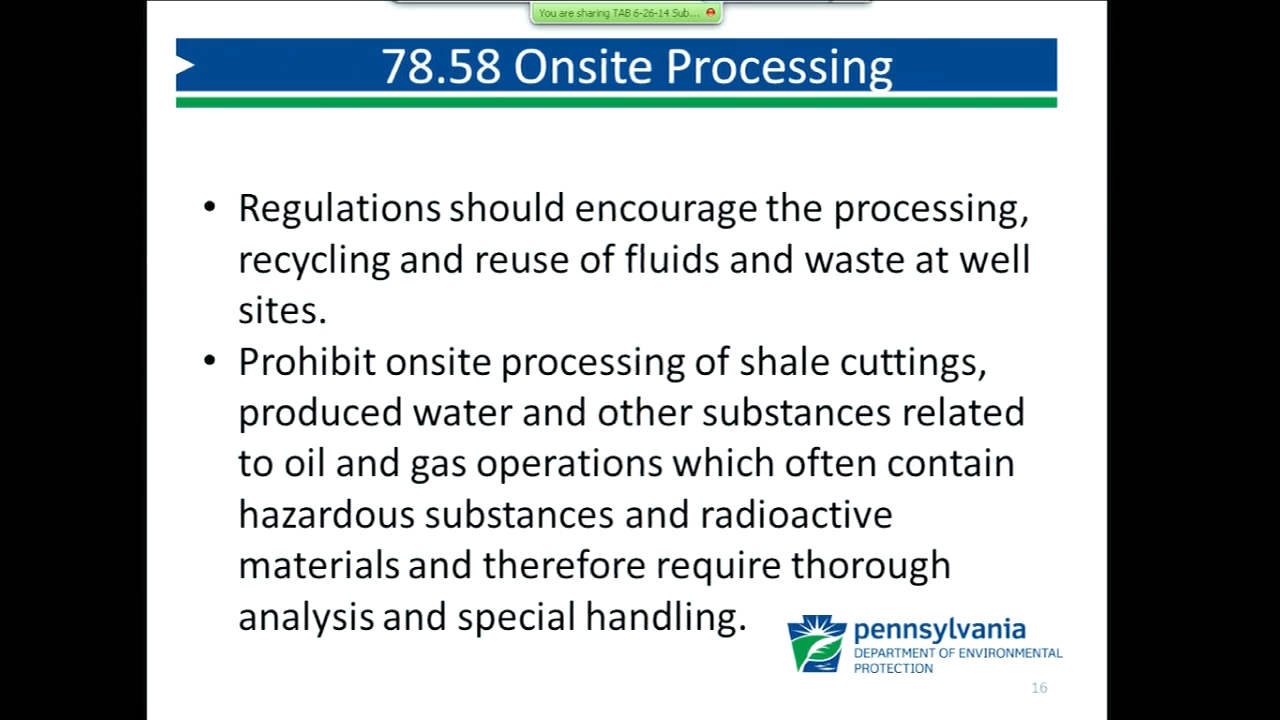 You are sharing TAB 6-26-14 Sub...
78.58 Onsite Processing
• Regulations should encourage the processing,
recycling and reuse of fluids and waste at well
sites.
• Prohibit onsite processing of shale cuttings,
produced water and other substances related
to oil and gas operations which often contain
hazardous substances and radioactive
materials and therefore require thorough
analysis and special handling.
pennsylvania
DEPARTMENT OF ENVIRONMENTAL
PROTECTION
16